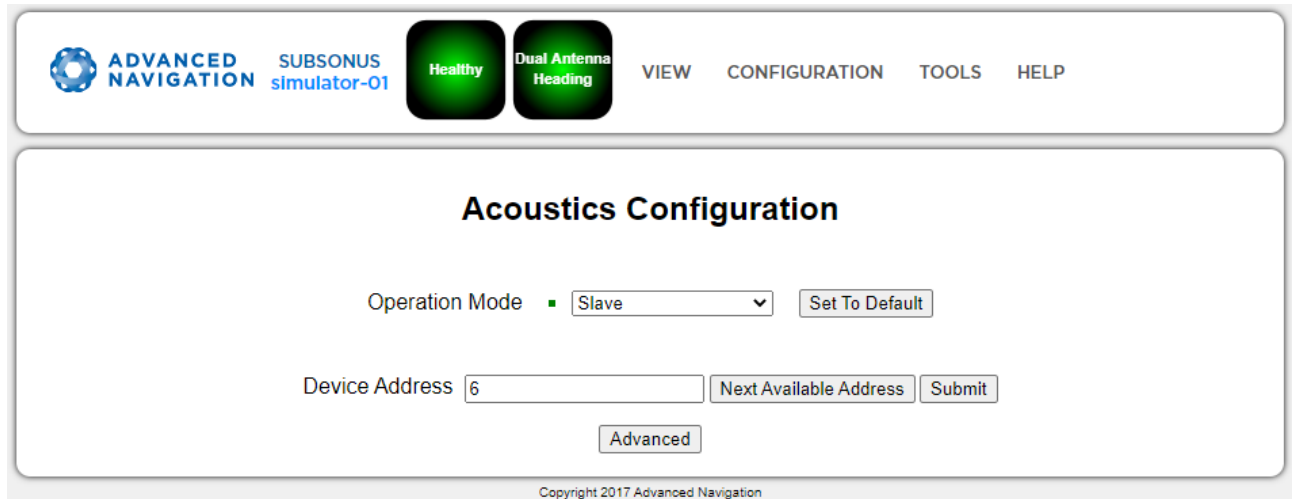 ADVANCED
NAVIGATION
SUBSONUS
simulator-01
Healthy
Dual Antenna
Heading
VIEW CONFIGURATION TOOLS HELP
Acoustics Configuration
Operation Mode Slave Set To Default
Device Address 6 Next Available Address Submit
Advanced
Copyright 2017 Advanced Navigation